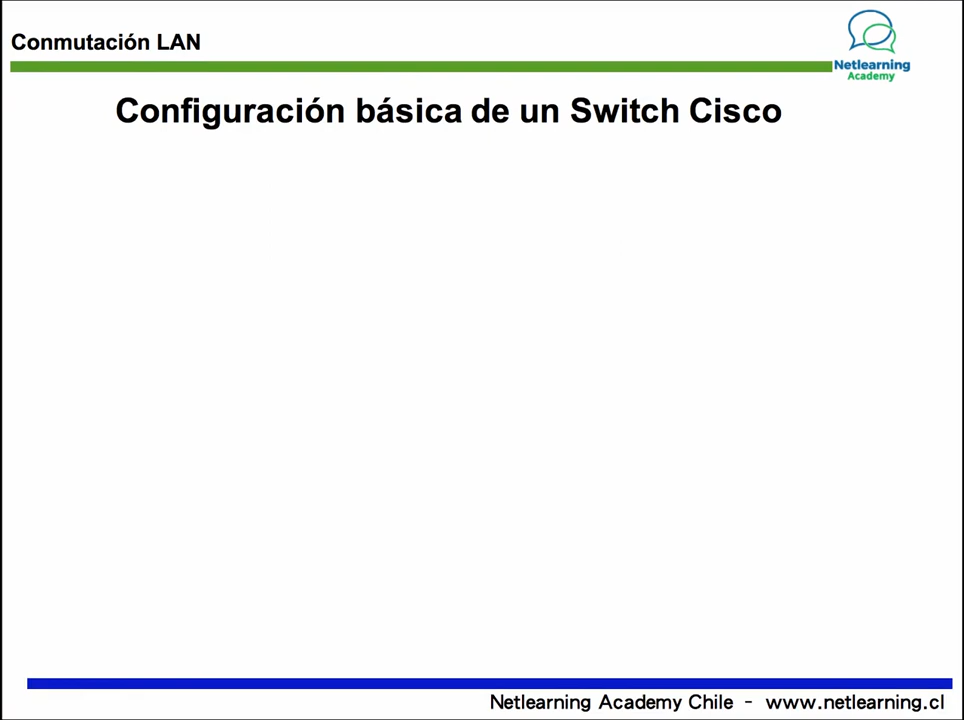 Conmutación LAN
Netlearning
Academy
Configuración básica de un Switch Cisco
Netlearning Academy Chile - www.netlearning.cl